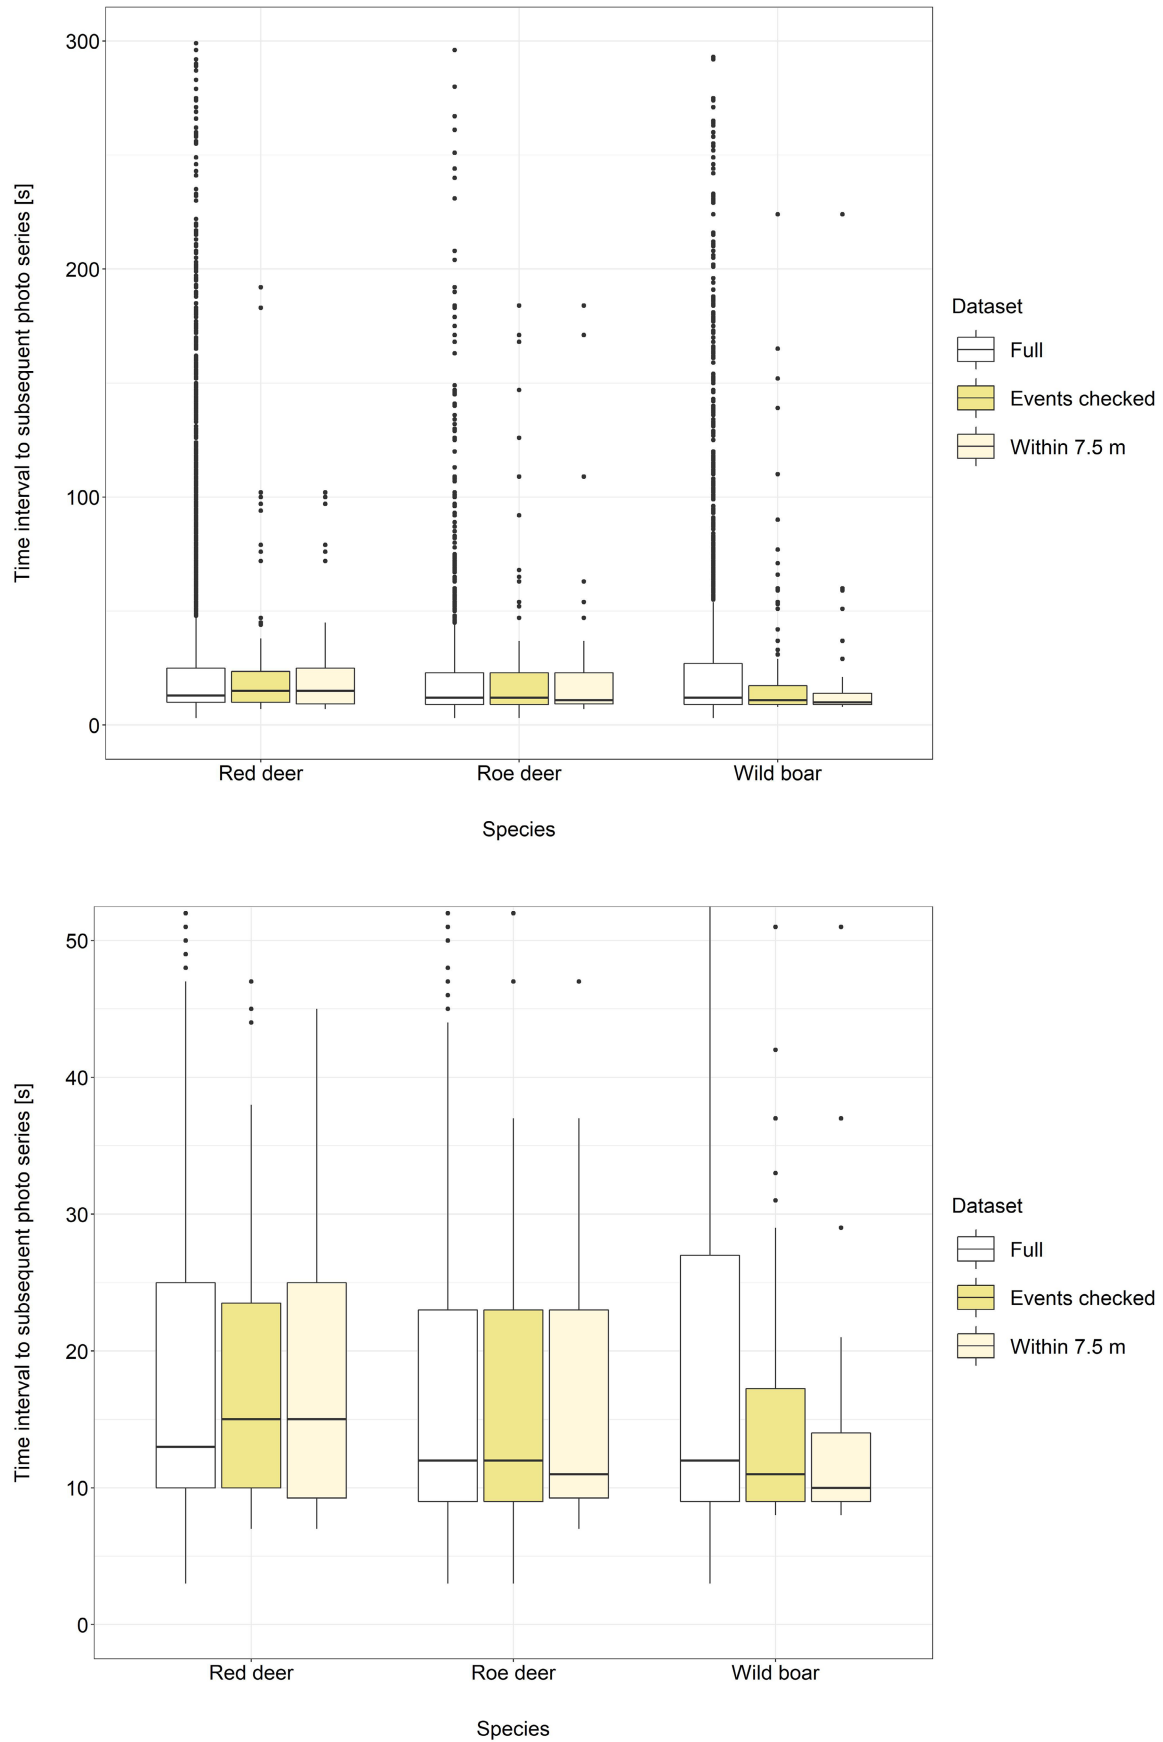 Time interval to subsequent photo series [s]
300
200
100
0
Red deer
Roe deer
Wild boar
Species
Dataset
Full
Events checked
Within 7.5 m
Time interval to subsequent photo series [s]
50
40
30
20
10
0
Red deer
Roe deer
Wild boar
Species
Dataset
Full
Events checked
Within 7.5 m